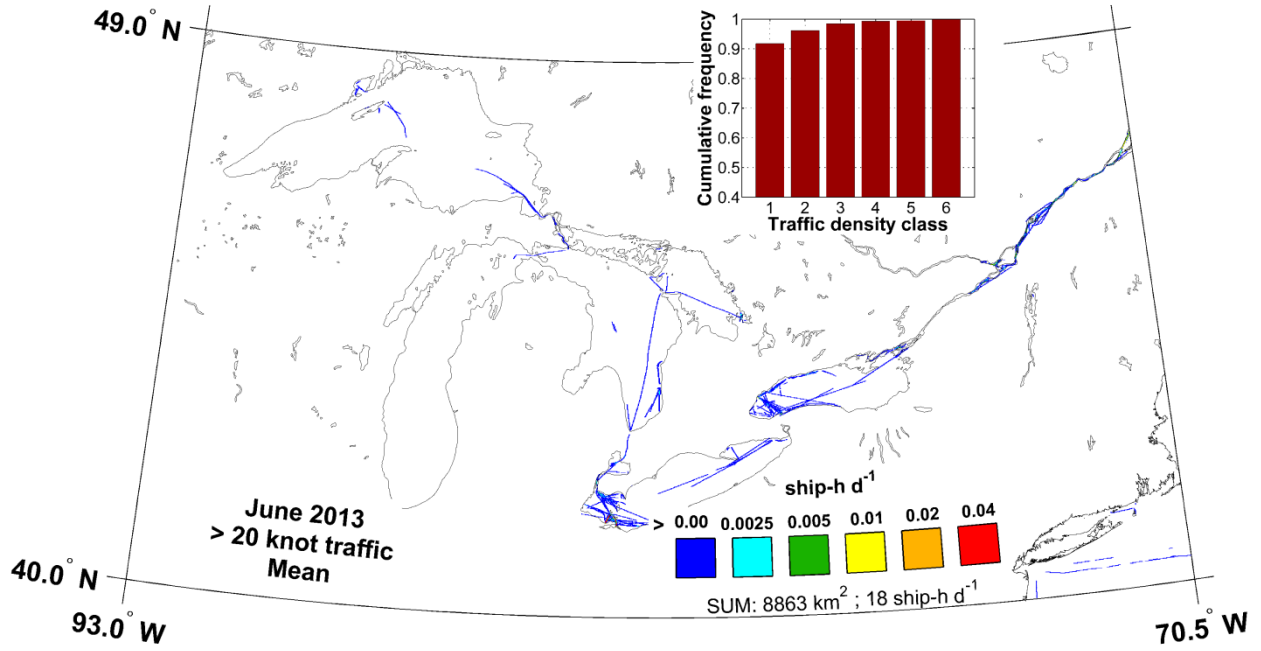 49.0° N
Cumulative frequency
1
0.9
0.8
0.7
0.6
0.5
0.4
1 2 3 4 5 6
Traffic density class
June 2013
> 20 knot traffic
Mean
ship-h d⁻¹
> 0.00 0.0025 0.005 0.01 0.02 0.04
SUM: 8863 km² ; 18 ship-h d⁻¹
40.0° N
93.0° W
70.5° W